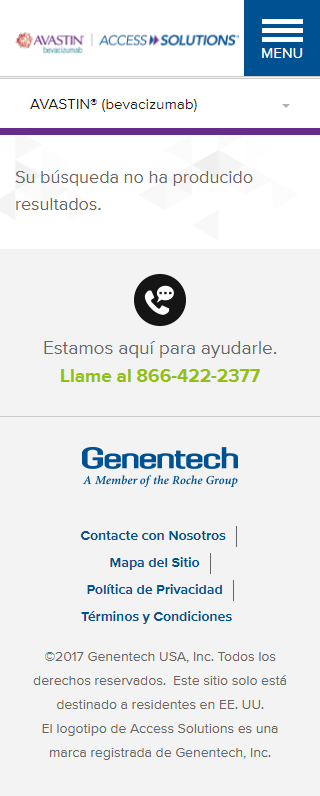 AVASTIN®
bevacizumab
ACCESS SOLUTIONS®
MENU
AVASTIN® (bevacizumab)
Su búsqueda no ha producido
resultados.
Estamos aquí para ayudarle.
Llame al 866-422-2377
Genentech
A Member of the Roche Group
Contacte con Nosotros
Mapa del Sitio
Política de Privacidad
Términos y Condiciones
©2017 Genentech USA, Inc. Todos los
derechos reservados. Este sitio solo está
destinado a residentes en EE. UU.
El logotipo de Access Solutions es una
marca registrada de Genentech, Inc.